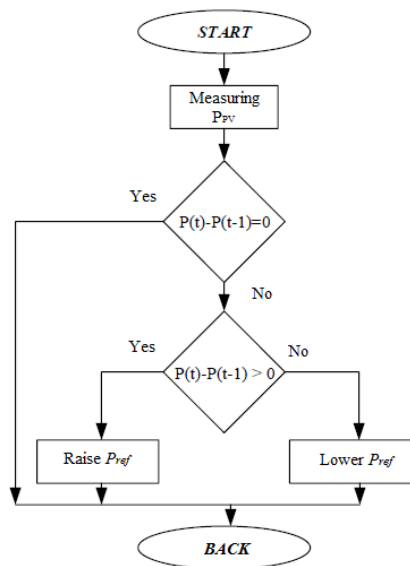 START
Measuring
PPV
Yes
P(t)-P(t-1)=0
No
Yes
No
P(t)-P(t-1) > 0
Raise Pref
Lower Pref
BACK